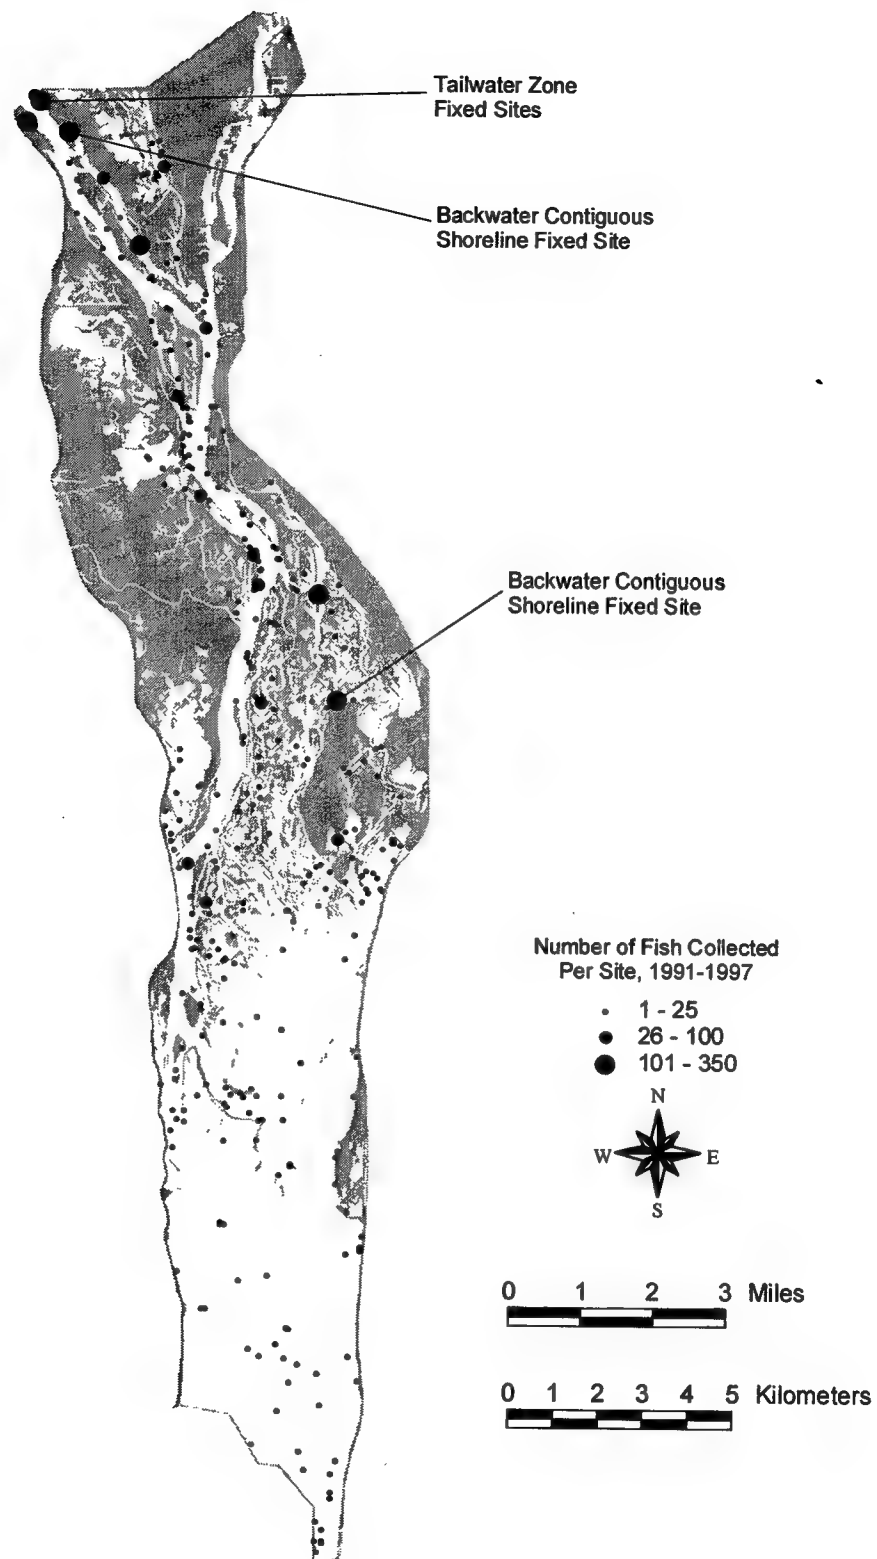 Tailwater Zone
Fixed Sites
Backwater Contiguous
Shoreline Fixed Site
Backwater Contiguous
Shoreline Fixed Site
Number of Fish Collected
Per Site, 1991-1997
1 - 25
26 - 100
101 - 350
N
W E
S
0 1 2 3 Miles
0 1 2 3 4 5 Kilometers